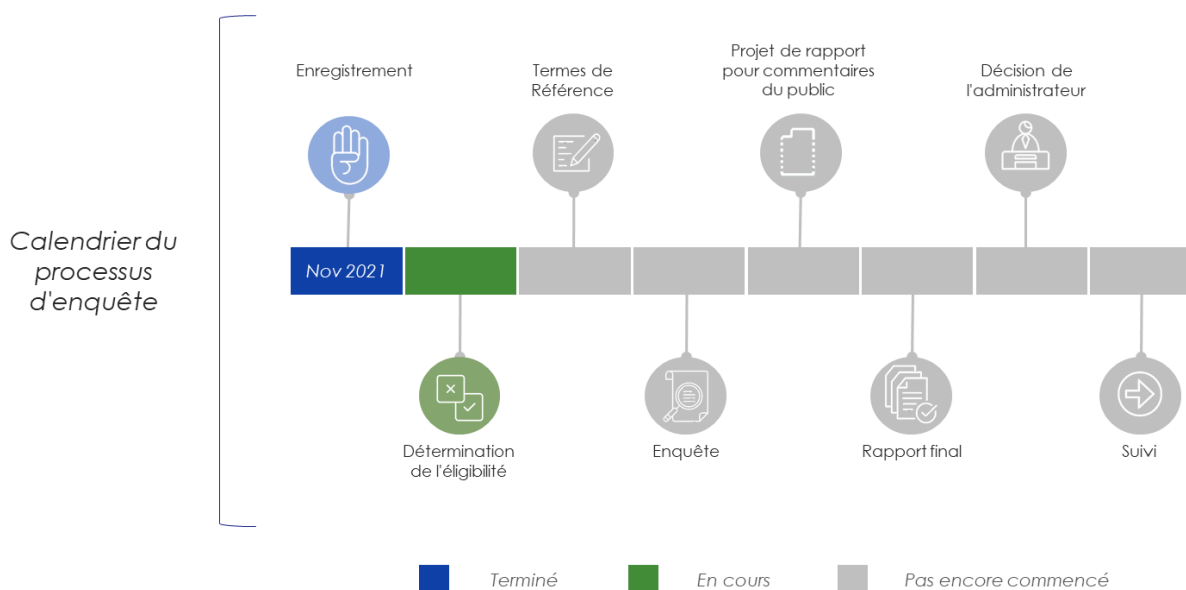 Calendrier du
processus
d'enquête
Enregistrement
Termes de
Référence
Projet de rapport
pour commentaires
du public
Décision de
l'administrateur
Nov 2021
Détermination
de l'éligibilité
Enquête
Rapport final
Suivi
Terminé
En cours
Pas encore commencé